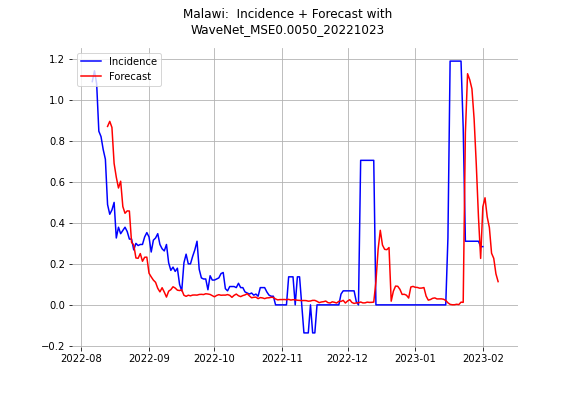 Malawi:  Incidence + Forecast with
WaveNet_MSE0.0050_20221023
Incidence
Forecast
1.2
1.0
0.8
0.6
0.4
0.2
0.0
−0.2
2022-08 2022-09 2022-10 2022-11 2022-12 2023-01 2023-02